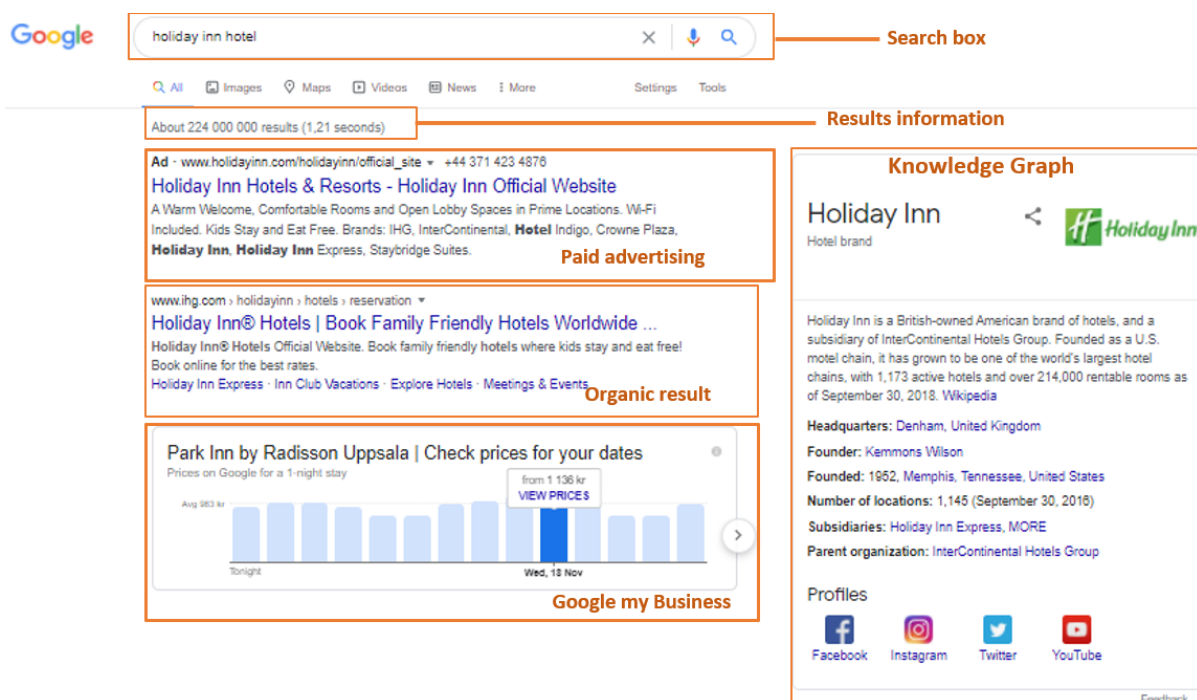 Google
holiday inn hotel
Search box
All Images Maps Videos News More Settings Tools
About 224 000 000 results (1,21 seconds)
Results information
Ad · www.holidayinn.com/holidayinn/official_site +44 371 423 4876
Holiday Inn Hotels & Resorts - Holiday Inn Official Website
A Warm Welcome, Comfortable Rooms and Open Lobby Spaces in Prime Locations. Wi-Fi
Included. Kids Stay and Eat Free. Brands: IHG, InterContinental, Hotel Indigo, Crowne Plaza,
Holiday Inn, Holiday Inn Express, Staybridge Suites.
Paid advertising
www.ihg.com › holidayinn › hotels › reservation
Holiday Inn® Hotels | Book Family Friendly Hotels Worldwide ...
Holiday Inn® Hotels Official Website. Book family friendly hotels where kids stay and eat free!
Book online for the best rates.
Holiday Inn Express · Inn Club Vacations · Explore Hotels · Meetings & Events
Organic result
Park Inn by Radisson Uppsala | Check prices for your dates
Prices on Google for a 1-night stay
from 1 136 kr
VIEW PRICES
Avg 983 kr
Tonight
Wed, 18 Nov
Google my Business
Knowledge Graph
Holiday Inn
Hotel brand
H Holiday Inn
Holiday Inn is a British-owned American brand of hotels, and a
subsidiary of InterContinental Hotels Group. Founded as a U.S.
motel chain, it has grown to be one of the world's largest hotel
chains, with 1,173 active hotels and over 214,000 rentable rooms as
of September 30, 2018. Wikipedia
Headquarters: Denham, United Kingdom
Founder: Kemmons Wilson
Founded: 1952, Memphis, Tennessee, United States
Number of locations: 1,145 (September 30, 2016)
Subsidiaries: Holiday Inn Express, MORE
Parent organization: InterContinental Hotels Group
Profiles
Facebook Instagram Twitter YouTube
Feedback